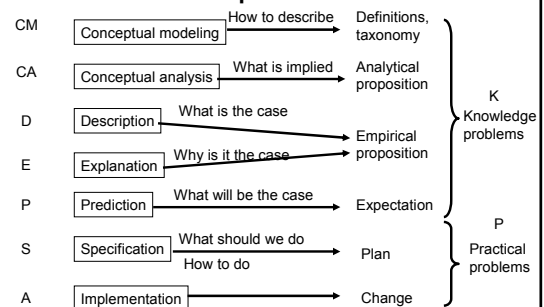 CM
Conceptual modeling
How to describe
Definitions,
taxonomy
CA
Conceptual analysis
What is implied
Analytical
proposition
D
Description
What is the case
Empirical
proposition
E
Explanation
Why is it the case
P
Prediction
What will be the case
Expectation
K
Knowledge
problems
S
Specification
What should we do
How to do
Plan
A
Implementation
Change
P
Practical
problems